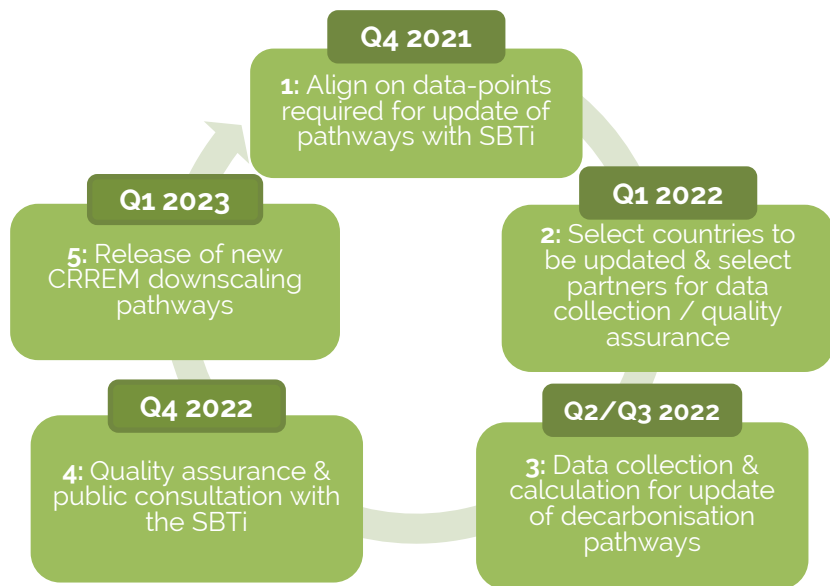 Q4 2021
1: Align on data-points
required for update of
pathways with SBTi
Q1 2022
2: Select countries to
be updated & select
partners for data
collection / quality
assurance
Q2/Q3 2022
3: Data collection &
calculation for update
of decarbonisation
pathways
Q4 2022
4: Quality assurance &
public consultation with
the SBTi
Q1 2023
5: Release of new
CRREM downscaling
pathways